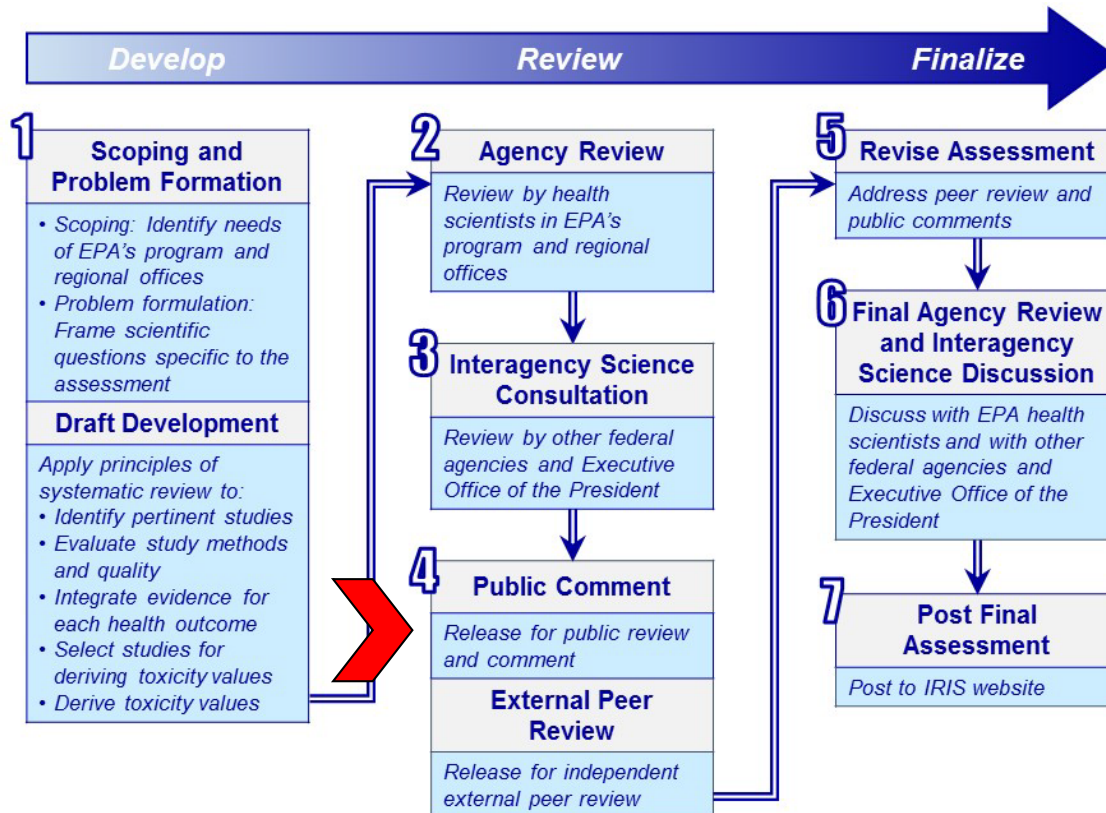 Develop
Review
Finalize
1
Scoping and
Problem Formation
• Scoping: Identify needs
of EPA's program and
regional offices
• Problem formulation:
Frame scientific
questions specific to the
assessment
Draft Development
Apply principles of
systematic review to:
• Identify pertinent studies
• Evaluate study methods
and quality
• Integrate evidence for
each health outcome
• Select studies for
deriving toxicity values
• Derive toxicity values
2
Agency Review
Review by health
scientists in EPA's
program and regional
offices
3
Interagency Science
Consultation
Review by other federal
agencies and Executive
Office of the President
4
Public Comment
Release for public review
and comment
External Peer
Review
Release for independent
external peer review
5
Revise Assessment
Address peer review and
public comments
6
Final Agency Review
and Interagency
Science Discussion
Discuss with EPA health
scientists and with other
federal agencies and
Executive Office of the
President
7
Post Final
Assessment
Post to IRIS website